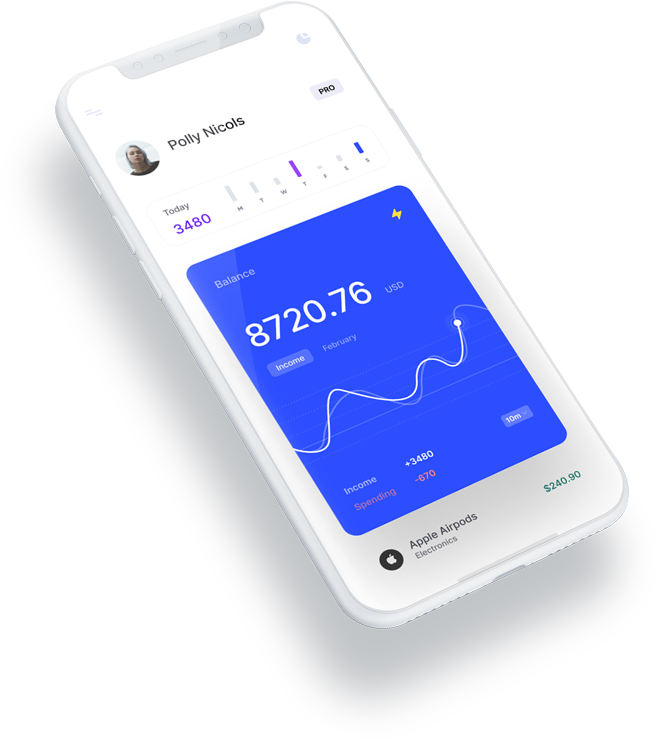 PRO
Polly Nicols
Today
3480
M T W T F S S
Balance
8720.76 USD
Income February
10m
Income +3480
Spending -670
Apple Airpods
Electronics
$240.90